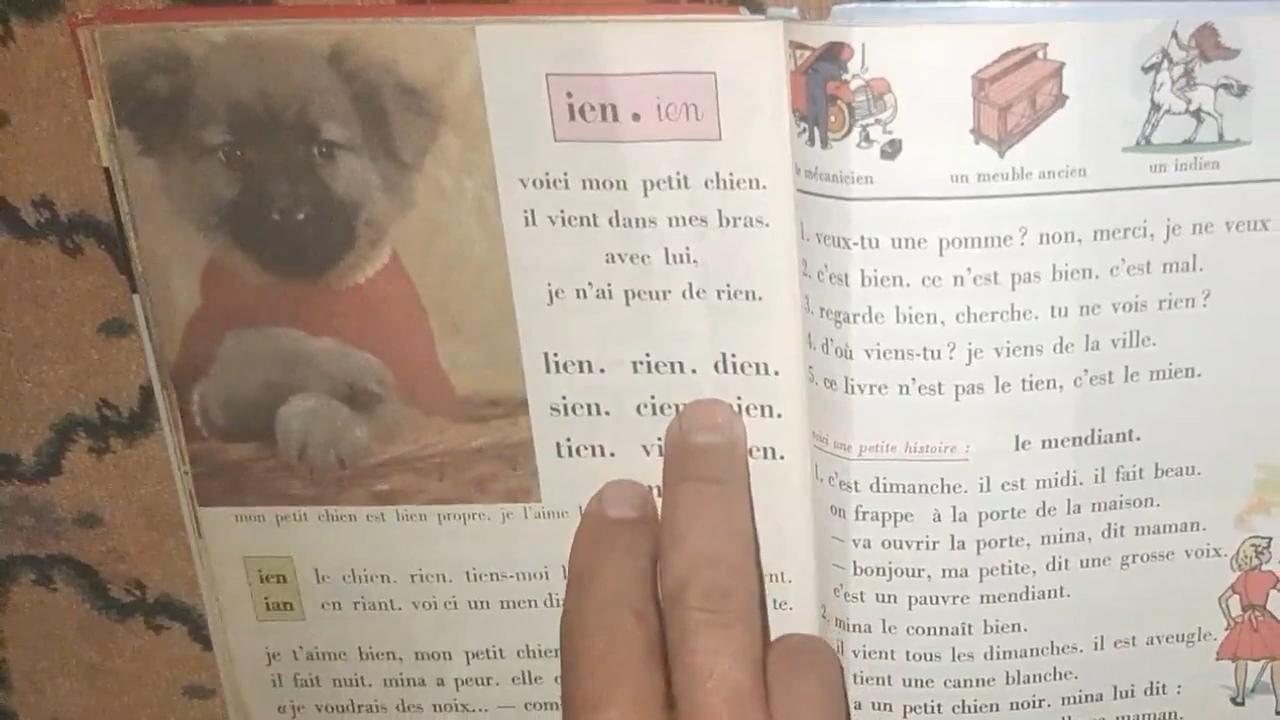 ien. ien
voici mon petit chien.
il vient dans mes bras.
avec lui,
je n'ai peur de rien.
lien. rien. dien.
sien.
tien.
mon petit chien est bien propre. je l'aime
ien le chien. rien. tiens-moi
ian en riant. voici un
je t'aime bien, mon petit
il fait nuit. mina a peur. elle
«je voudrais des noix... —
mécanicien
un meuble ancien
un indien
1. veux-tu une pomme? non, merci, je ne veux
2. c'est bien. ce n'est pas bien. c'est mal.
3. regarde bien, cherche. tu ne vois rien?
4. d'où viens-tu? je viens de la ville.
5. ce livre n'est pas le tien, c'est le mien.
voici une petite histoire :
le mendiant.
1. c'est dimanche. il est midi. il fait beau.
on frappe à la porte de la maison.
— va ouvrir la porte, mina, dit maman.
— bonjour, ma petite, dit une grosse voix.
c'est un pauvre mendiant.
2. mina le connaît bien.
il vient tous les dimanches. il est aveugle.
tient une canne blanche.
a un petit chien noir. mina lui dit :
maman.